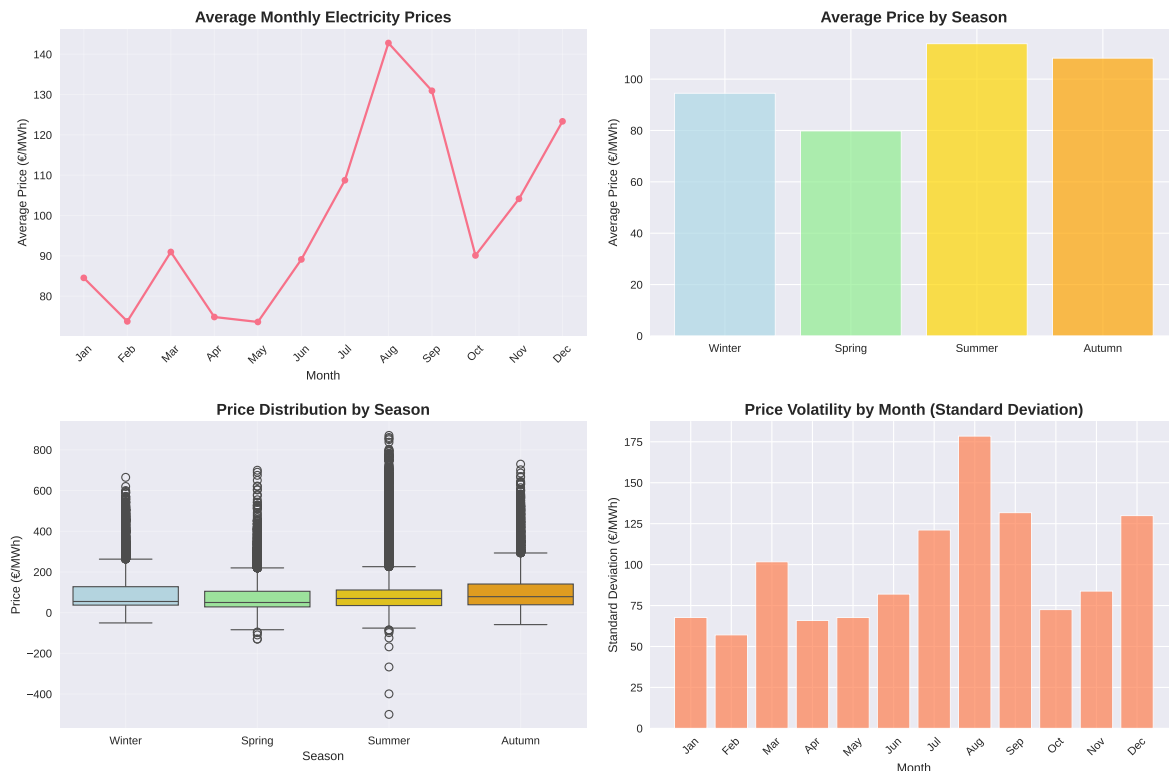 Average Monthly Electricity Prices
Average Price (€/MWh)
140
130
120
110
100
90
80
Jan
Feb
Mar
Apr
May
Jun
Jul
Aug
Sep
Oct
Nov
Dec
Month
Average Price by Season
Average Price (€/MWh)
100
80
60
40
20
0
Winter
Spring
Summer
Autumn
Price Distribution by Season
Price (€/MWh)
800
600
400
200
0
−200
−400
Winter
Spring
Summer
Autumn
Season
Price Volatility by Month (Standard Deviation)
Standard Deviation (€/MWh)
175
150
125
100
75
50
25
0
Jan
Feb
Mar
Apr
May
Jun
Jul
Aug
Sep
Oct
Nov
Dec
Month